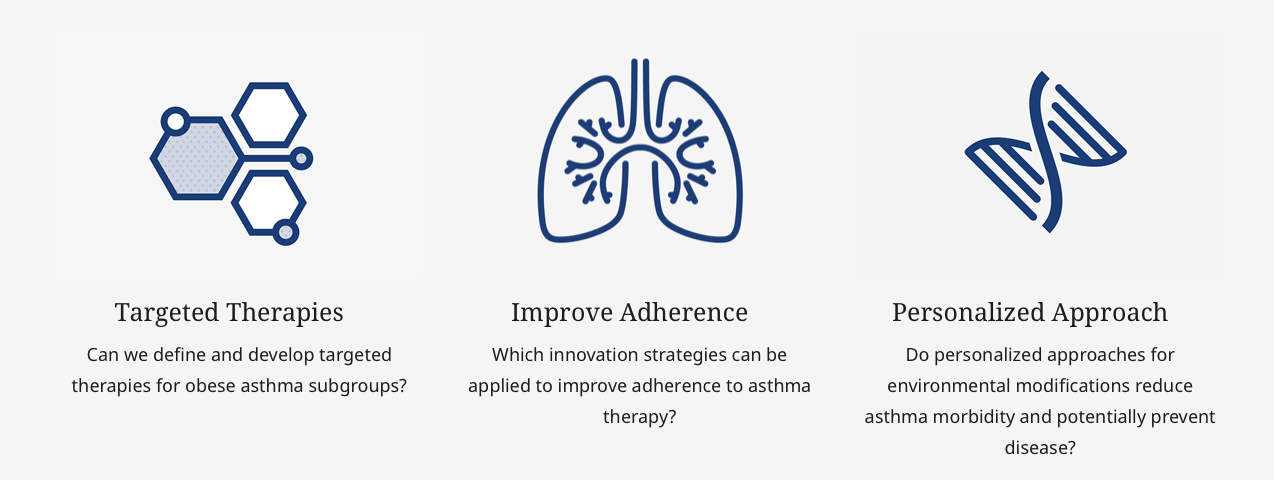 Targeted Therapies
Can we define and develop targeted
therapies for obese asthma subgroups?
Improve Adherence
Which innovation strategies can be
applied to improve adherence to asthma
therapy?
Personalized Approach
Do personalized approaches for
environmental modifications reduce
asthma morbidity and potentially prevent
disease?